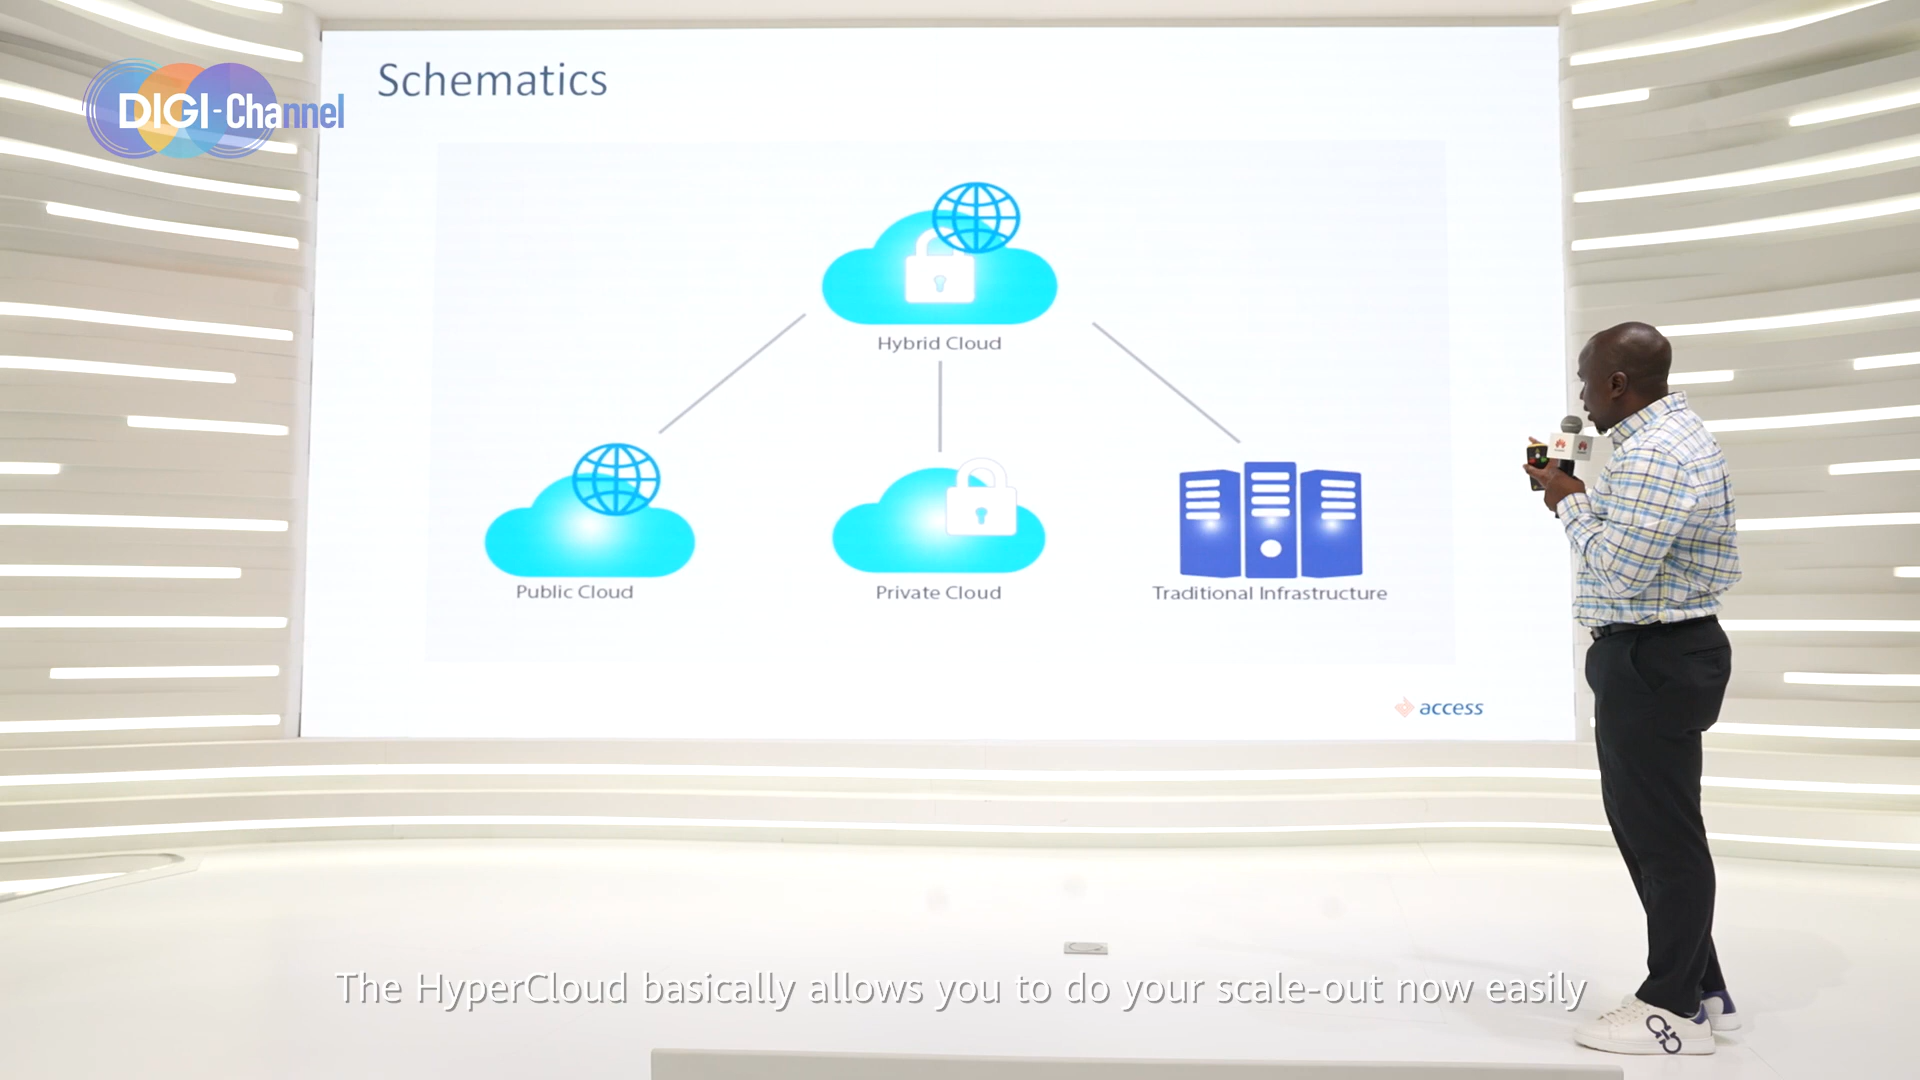 DIGI-Channel
Schematics
Hybrid Cloud
Public Cloud
Private Cloud
Traditional Infrastructure
access
The HyperCloud basically allows you to do your scale-out now easily